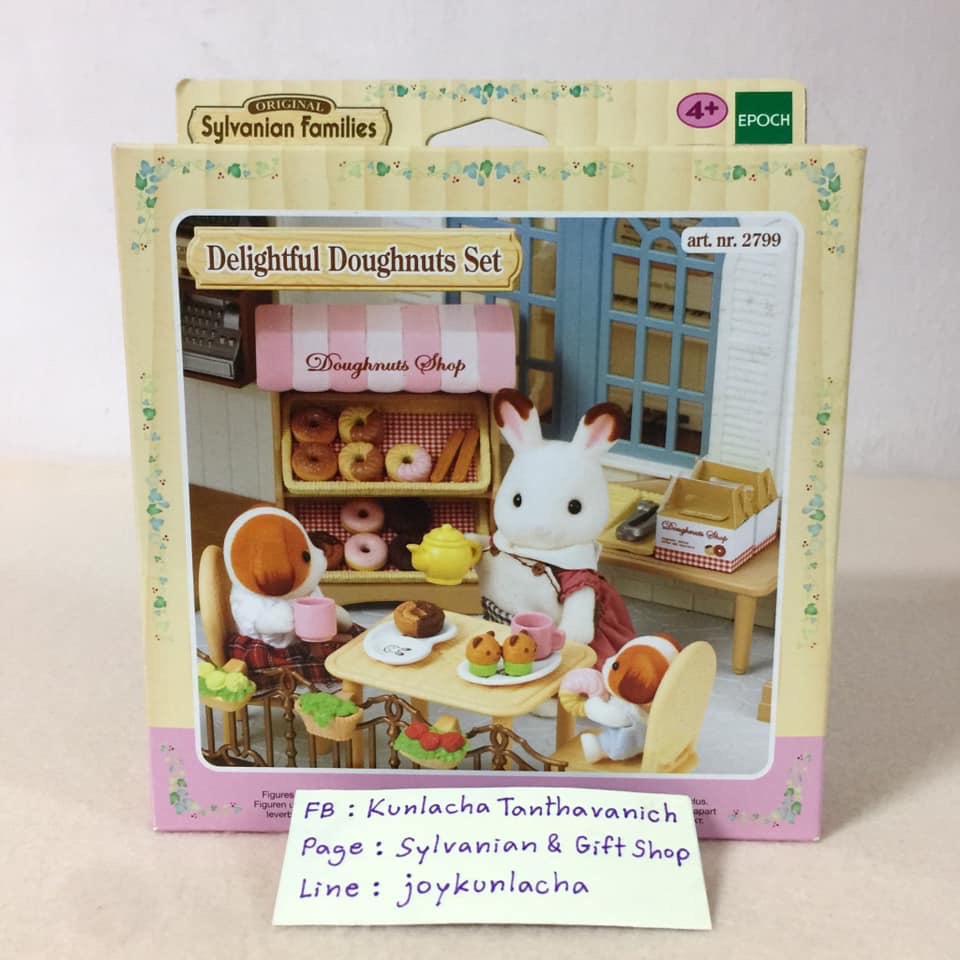 ORIGINAL
Sylvanian Families
4+
EPOCH
Delightful Doughnuts Set
art. nr. 2799
Doughnuts Shop
Doughnuts Shop
Figures
Figuren
FB : Kunlacha Tanthavanich
Page : Sylvanian & Gift Shop
Line : joykunlacha